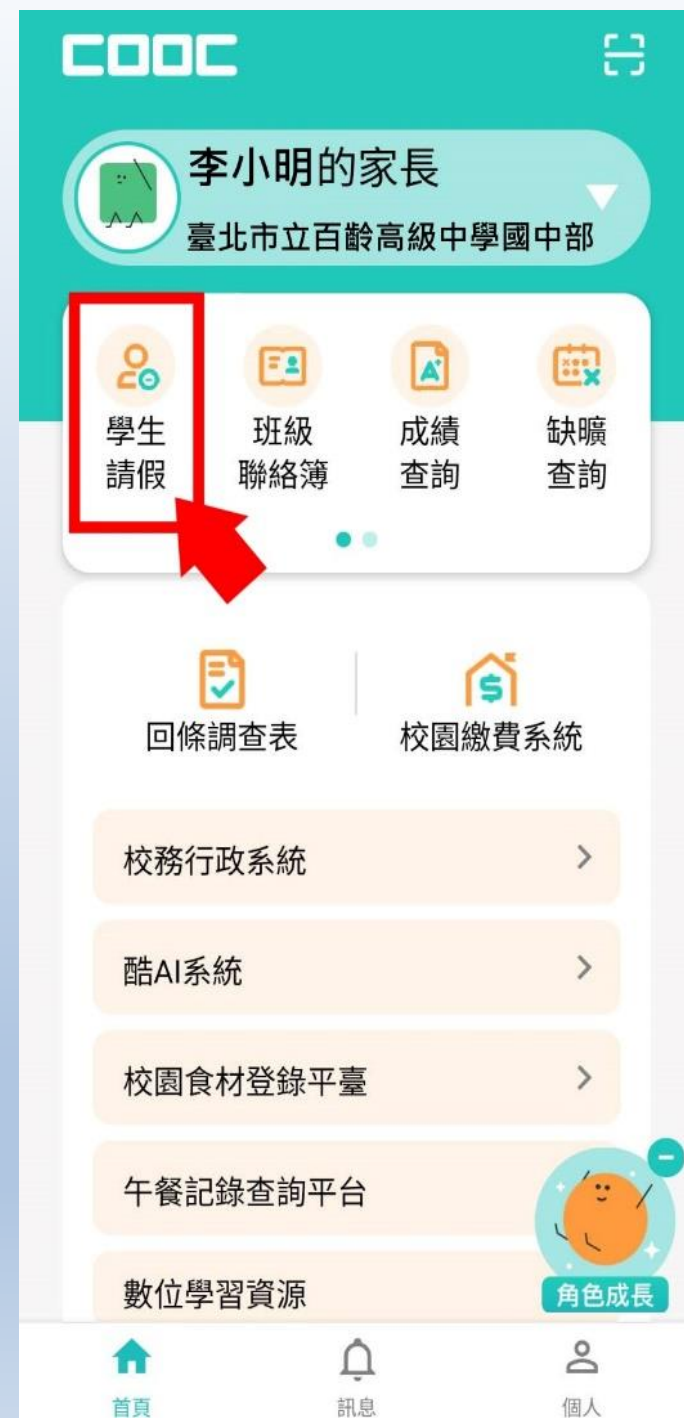 COOC
李小明的家長
臺北市立百齡高級中學國中部
學生
請假
班級
聯絡簿
成績
查詢
缺曠
查詢
回條調查表
校園繳費系統
校務行政系統
酷AI系統
校園食材登錄平臺
午餐記錄查詢平台
數位學習資源
角色成長
首頁
訊息
個人